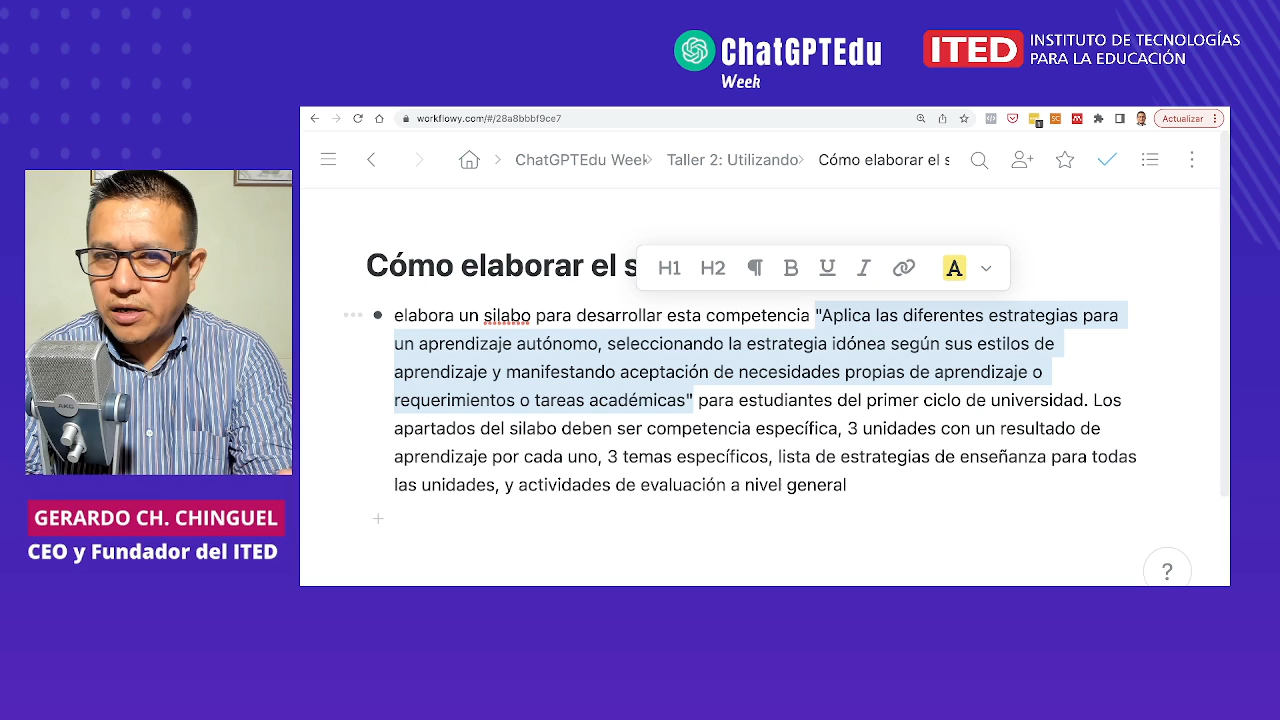 ChatGPTEdu
Week
ITED
INSTITUTO DE TECNOLOGÍAS
PARA LA EDUCACIÓN
workflowy.com/#/28a8bbbf9ce7
Actualizar
ChatGPTEdu Week
Taller 2: Utilizando
Cómo elaborar el s
Cómo elaborar el s
H1 H2 B U I A
elabora un silabo para desarrollar esta competencia "Aplica las diferentes estrategias para
un aprendizaje autónomo, seleccionando la estrategia idónea según sus estilos de
aprendizaje y manifestando aceptación de necesidades propias de aprendizaje o
requerimientos o tareas académicas" para estudiantes del primer ciclo de universidad. Los
apartados del silabo deben ser competencia específica, 3 unidades con un resultado de
aprendizaje por cada uno, 3 temas específicos, lista de estrategias de enseñanza para todas
las unidades, y actividades de evaluación a nivel general
?
AKG
GERARDO CH. CHINGUEL
CEO y Fundador del ITED